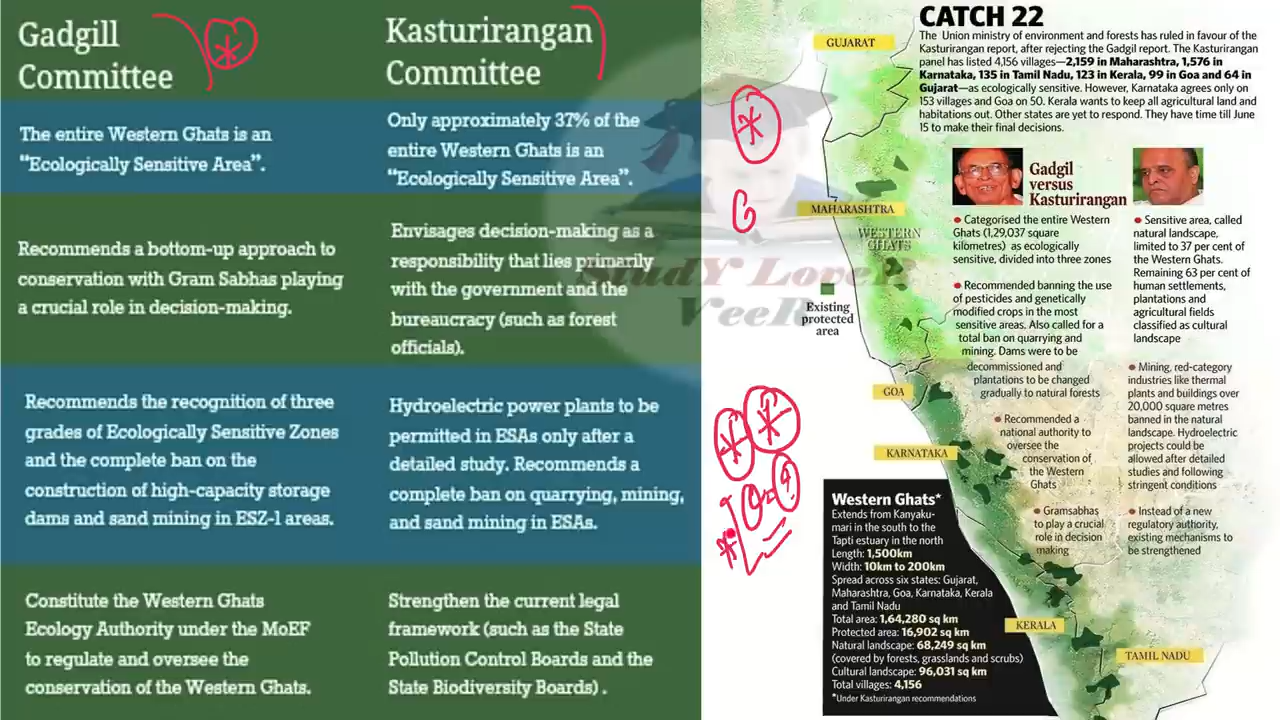 Gadgill
Committee
Kasturirangan
Committee
The entire Western Ghats is an
“Ecologically Sensitive Area”.
Only approximately 37% of the
entire Western Ghats is an
“Ecologically Sensitive Area”.
Recommends a bottom-up approach to
conservation with Gram Sabhas playing
a crucial role in decision-making.
Envisages decision-making as a
responsibility that lies primarily
with the government and the
bureaucracy (such as forest
officials).
Recommends the recognition of three
grades of Ecologically Sensitive Zones
and the complete ban on the
construction of high-capacity storage
dams and sand mining in ESZ-1 areas.
Hydroelectric power plants to be
permitted in ESAs only after a
detailed study. Recommends a
complete ban on quarrying, mining,
and sand mining in ESAs.
Constitute the Western Ghats
Ecology Authority under the MoEF
to regulate and oversee the
conservation of the Western Ghats.
Strengthen the current legal
framework (such as the State
Pollution Control Boards and the
State Biodiversity Boards) .
StudY LoveR
VeeR
G
CATCH 22
The Union ministry of environment and forests has ruled in favour of the
Kasturirangan report, after rejecting the Gadgil report. The Kasturirangan
panel has listed 4,156 villages—2,159 in Maharashtra, 1,576 in
Karnataka, 135 in Tamil Nadu, 123 in Kerala, 99 in Goa and 64 in
Gujarat—as ecologically sensitive. However, Karnataka agrees only on
153 villages and Goa on 50. Kerala wants to keep all agricultural land and
habitations out. Other states are yet to respond. They have time till June
15 to make their final decisions.
GUJARAT
MAHARASHTRA
WESTERN
GHATS
Existing
protected
area
GOA
KARNATAKA
KERALA
TAMIL NADU
Gadgil
versus
Kasturirangan
Categorised the entire Western
Ghats (1,29,037 square
kilometres) as ecologically
sensitive, divided into three zones
Recommended banning the use
of pesticides and genetically
modified crops in the most
sensitive areas. Also called for a
total ban on quarrying and
mining. Dams were to be
decommissioned and
plantations to be changed
gradually to natural forests
Recommended a
national authority to
oversee the
conservation of
the Western
Ghats
Gramsabhas
to play a crucial
role in decision
making
Sensitive area, called
natural landscape,
limited to 37 per cent of
the Western Ghats.
Remaining 63 per cent of
human settlements,
plantations and
agricultural fields
classified as cultural
landscape
Mining, red-category
industries like thermal
plants and buildings over
20,000 square metres
banned in the natural
landscape. Hydroelectric
projects could be
allowed after detailed
studies and following
stringent conditions
Instead of a new
regulatory authority,
existing mechanisms to
be strengthened
Western Ghats*
Extends from Kanyaku-
mari in the south to the
Tapti estuary in the north
Length: 1,500km
Width: 10km to 200km
Spread across six states: Gujarat,
Maharashtra, Goa, Karnataka, Kerala
and Tamil Nadu
Total area: 1,64,280 sq km
Protected area: 16,902 sq km
Natural landscape: 68,249 sq km
(covered by forests, grasslands and scrubs)
Cultural landscape: 96,031 sq km
Total villages: 4,156
*Under Kasturirangan recommendations